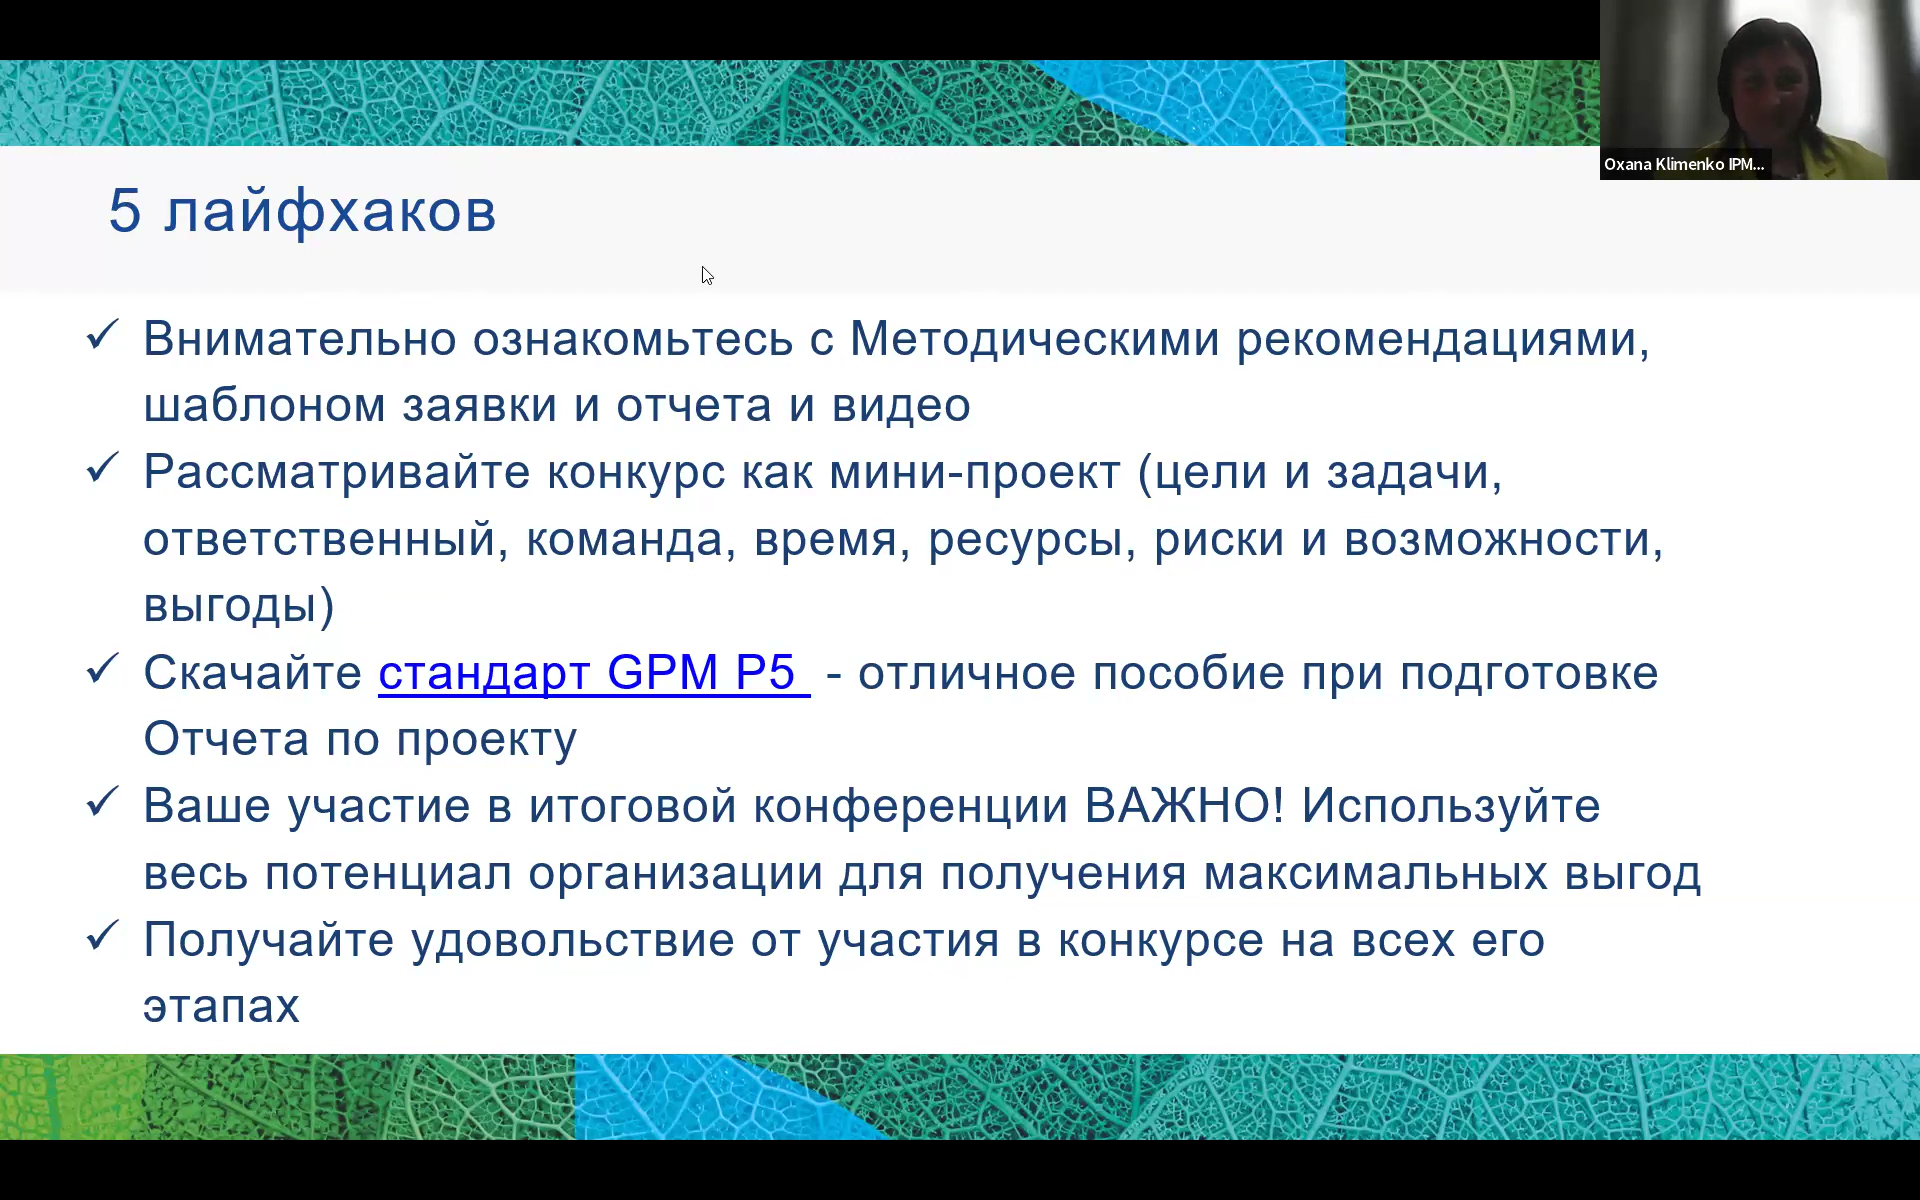 Oxana Klimenko IPM...
5 лайфхаков
✓ Внимательно ознакомьтесь с Методическими рекомендациями,
шаблоном заявки и отчета и видео
✓ Рассматривайте конкурс как мини-проект (цели и задачи,
ответственный, команда, время, ресурсы, риски и возможности,
выгоды)
✓ Скачайте стандарт GPM P5 - отличное пособие при подготовке
Отчета по проекту
✓ Ваше участие в итоговой конференции ВАЖНО! Используйте
весь потенциал организации для получения максимальных выгод
✓ Получайте удовольствие от участия в конкурсе на всех его
этапах